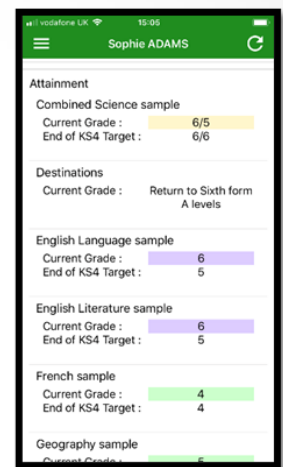 vodafone UK 15:05
Sophie ADAMS
Attainment
Combined Science sample
Current Grade : 6/5
End of KS4 Target : 6/6
Destinations
Current Grade : Return to Sixth form
A levels
English Language sample
Current Grade : 6
End of KS4 Target : 5
English Literature sample
Current Grade : 6
End of KS4 Target : 5
French sample
Current Grade : 4
End of KS4 Target : 4
Geography sample
Current Grade : 5